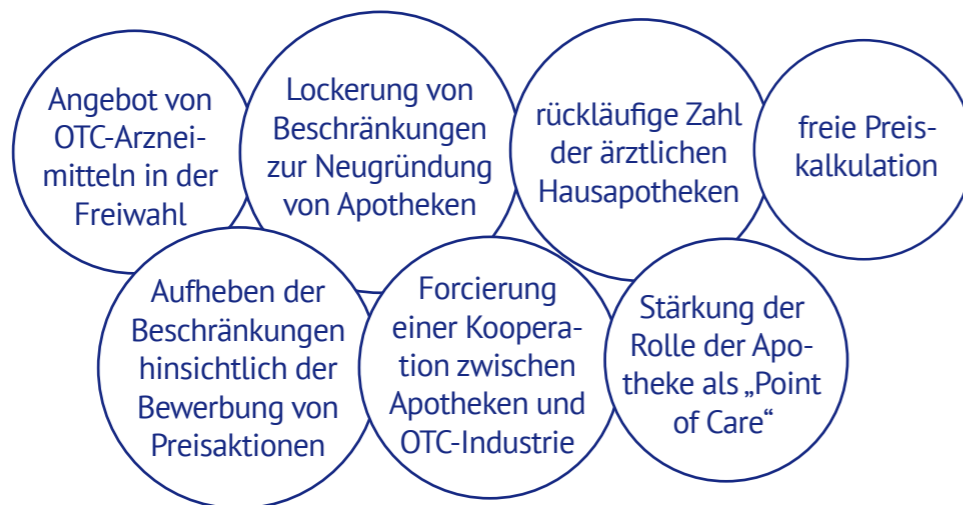 Angebot von
OTC-Arznei-
mitteln in der
Freiwahl
Lockerung von
Beschränkungen
zur Neugründung
von Apotheken
rückläufige Zahl
der ärztlichen
Hausapotheken
freie Preis-
kalkulation
Aufheben der
Beschränkungen
hinsichtlich der
Bewerbung von
Preisaktionen
Forcierung
einer Koopera-
tion zwischen
Apotheken und
OTC-Industrie
Stärkung der
Rolle der Apo-
theke als „Point
of Care“